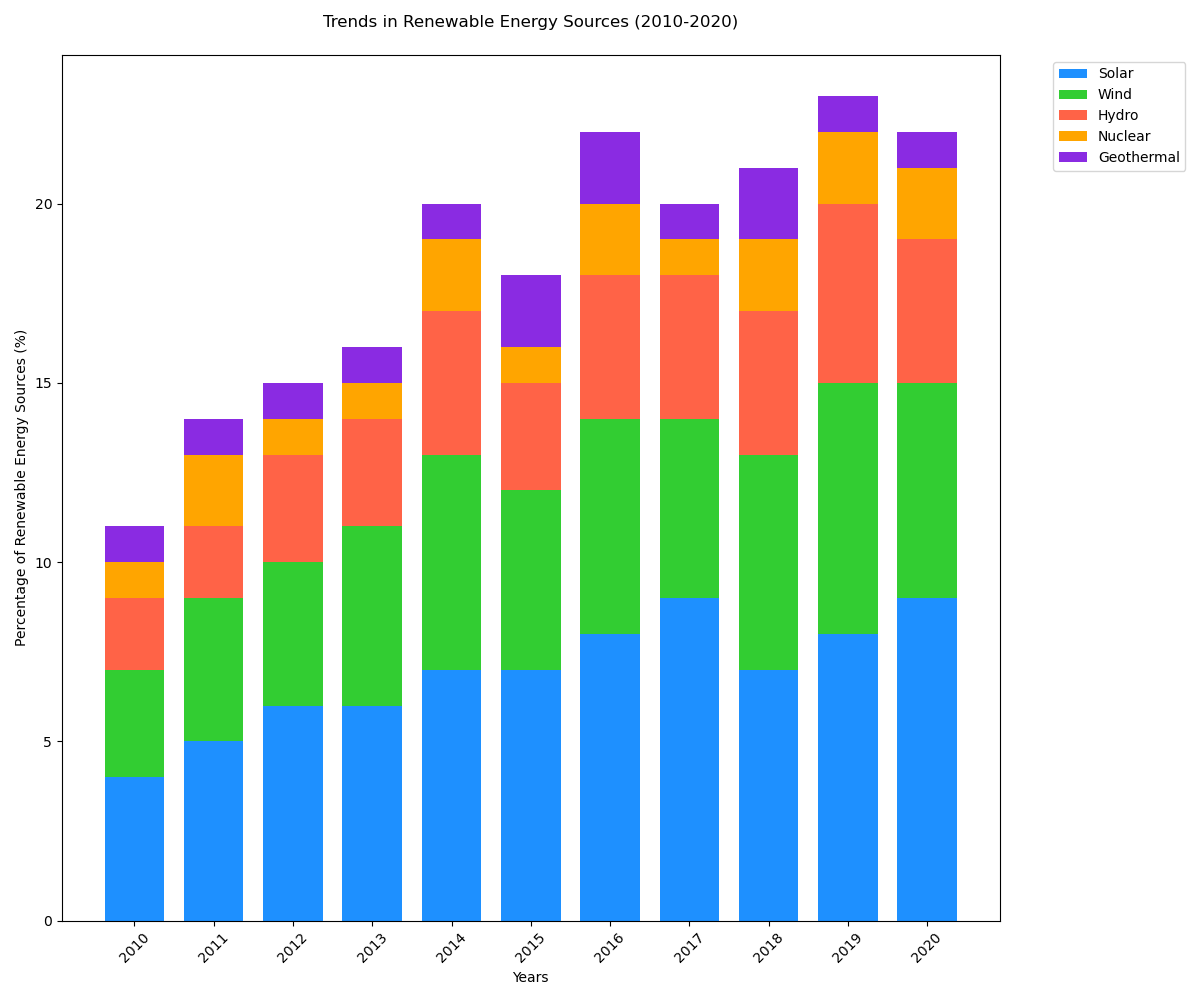 Trends in Renewable Energy Sources (2010-2020)
Solar
Wind
Hydro
Nuclear
Geothermal
Percentage of Renewable Energy Sources (%)
20
15
10
5
0
2010
2011
2012
2013
2014
2015
2016
2017
2018
2019
2020
Years